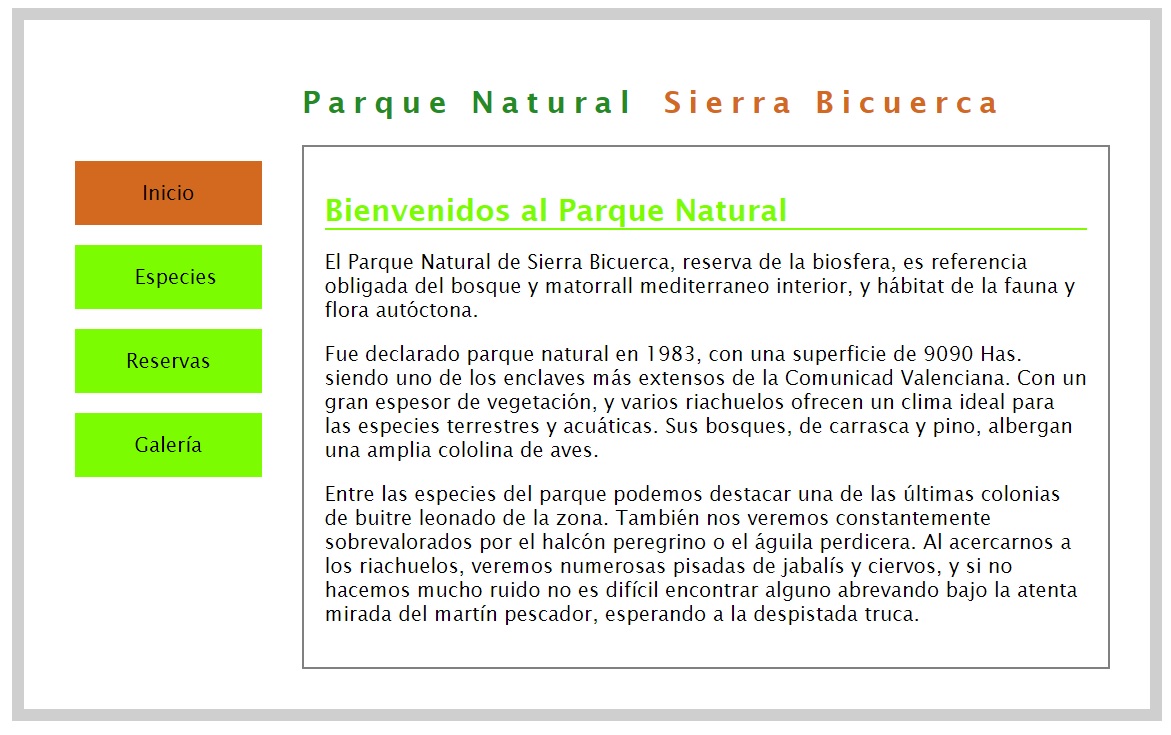 Parque Natural Sierra Bicuerca
Inicio
Especies
Reservas
Galería
Bienvenidos al Parque Natural
El Parque Natural de Sierra Bicuerca, reserva de la biosfera, es referencia
obligada del bosque y matorrall mediterraneo interior, y hábitat de la fauna y
flora autóctona.
Fue declarado parque natural en 1983, con una superficie de 9090 Has.
siendo uno de los enclaves más extensos de la Comunicad Valenciana. Con un
gran espesor de vegetación, y varios riachuelos ofrecen un clima ideal para
las especies terrestres y acuáticas. Sus bosques, de carrasca y pino, albergan
una amplia cololina de aves.
Entre las especies del parque podemos destacar una de las últimas colonias
de buitre leonado de la zona. También nos veremos constantemente
sobrevalorados por el halcón peregrino o el águila perdicera. Al acercarnos a
los riachuelos, veremos numerosas pisadas de jabalís y ciervos, y si no
hacemos mucho ruido no es difícil encontrar alguno abrevando bajo la atenta
mirada del martín pescador, esperando a la despistada truca.